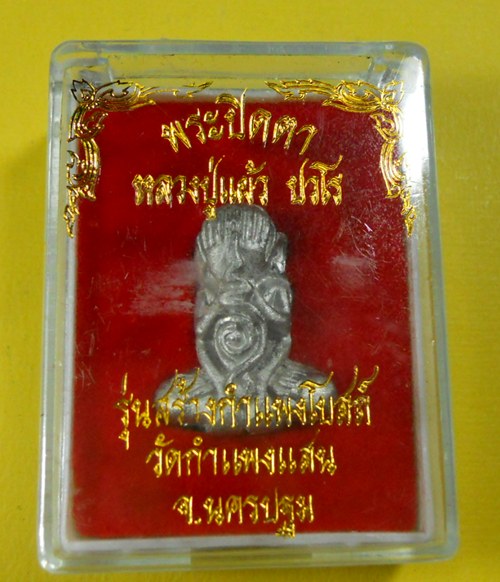 พระปิดตา
หลวงปู่แผ้ว ปวโร
รุ่นสร้างกำแพงโบสถ์
วัดกำแพงแสน
จ.นครปฐม